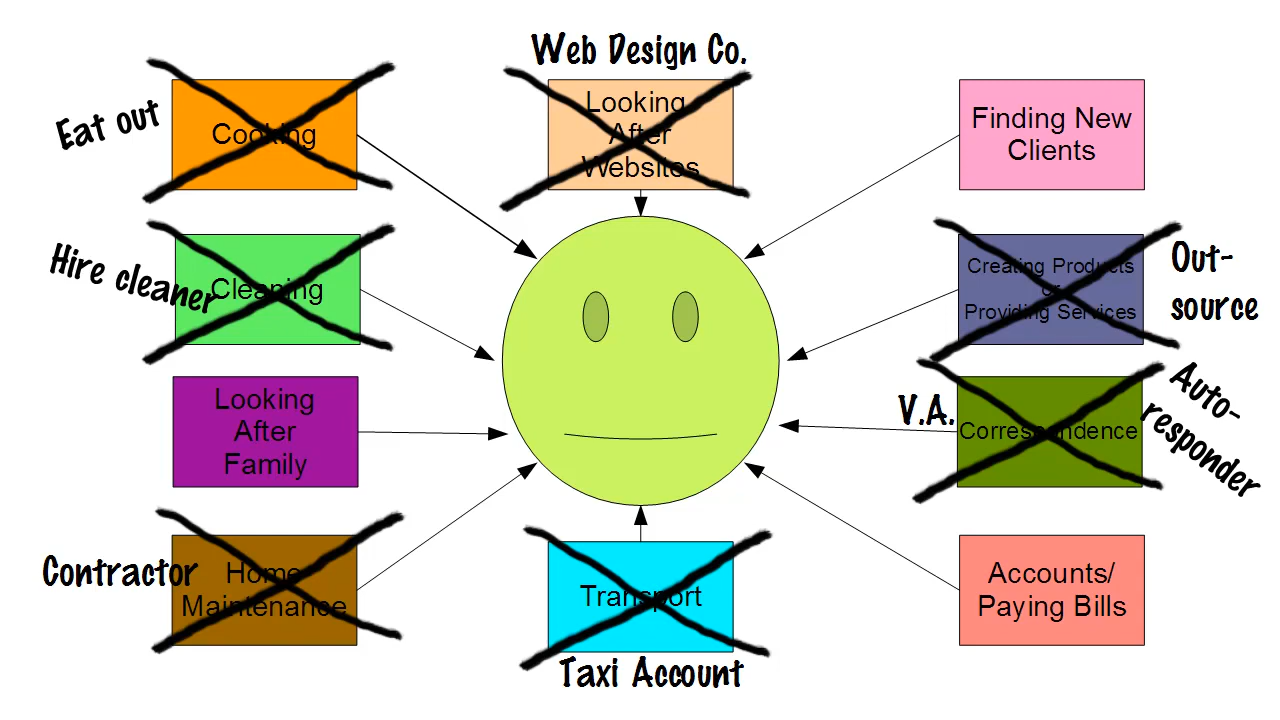 Web Design Co.
Eat out
Cooking
Looking
After
Websites
Finding New
Clients
Hire cleaner
Cleaning
Creating Products
or
Providing Services
Out-
source
Looking
After
Family
V.A.
Correspondence
Auto-
responder
Contractor
Home
Maintenance
Transport
Taxi Account
Accounts/
Paying Bills